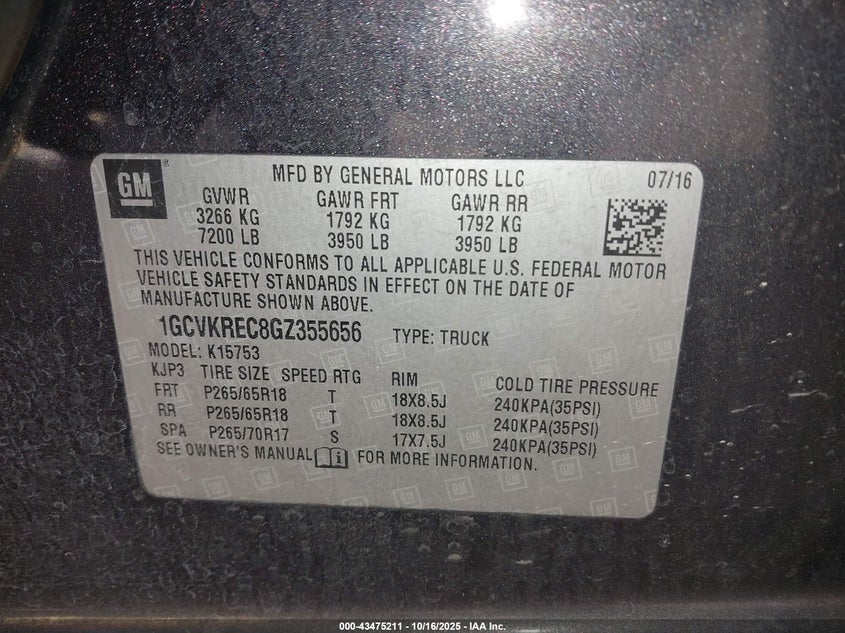 GM ® MFD BY GENERAL MOTORS LLC 07/16
GVWR GAWR FRT GAWR RR
3266 KG 1792 KG 1792 KG
7200 LB 3950 LB 3950 LB
THIS VEHICLE CONFORMS TO ALL APPLICABLE U.S. FEDERAL MOTOR
VEHICLE SAFETY STANDARDS IN EFFECT ON THE DATE OF
MANUFACTURE SHOWN ABOVE.
1GCVKREC8GZ355656 TYPE: TRUCK
MODEL: K15753
KJP3 TIRE SIZE SPEED RTG RIM COLD TIRE PRESSURE
FRT P265/65R18 T 18X8.5J 240KPA(35PSI)
RR P265/65R18 T 18X8.5J 240KPA(35PSI)
SPA P265/70R17 S 17X7.5J 240KPA(35PSI)
SEE OWNER'S MANUAL i FOR MORE INFORMATION.
000-43475211 - 10/16/2025 - IAA Inc.